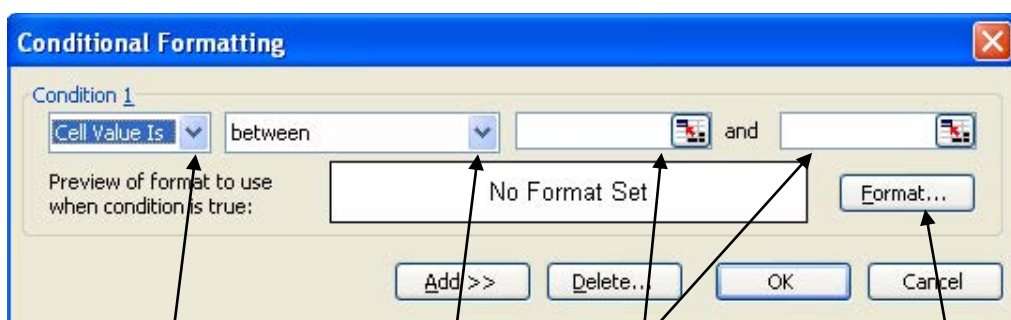 Conditional Formatting
Condition 1
Cell Value Is between and
Preview of format to use
when condition is true:
No Format Set
Format...
Add >> Delete... OK Cancel